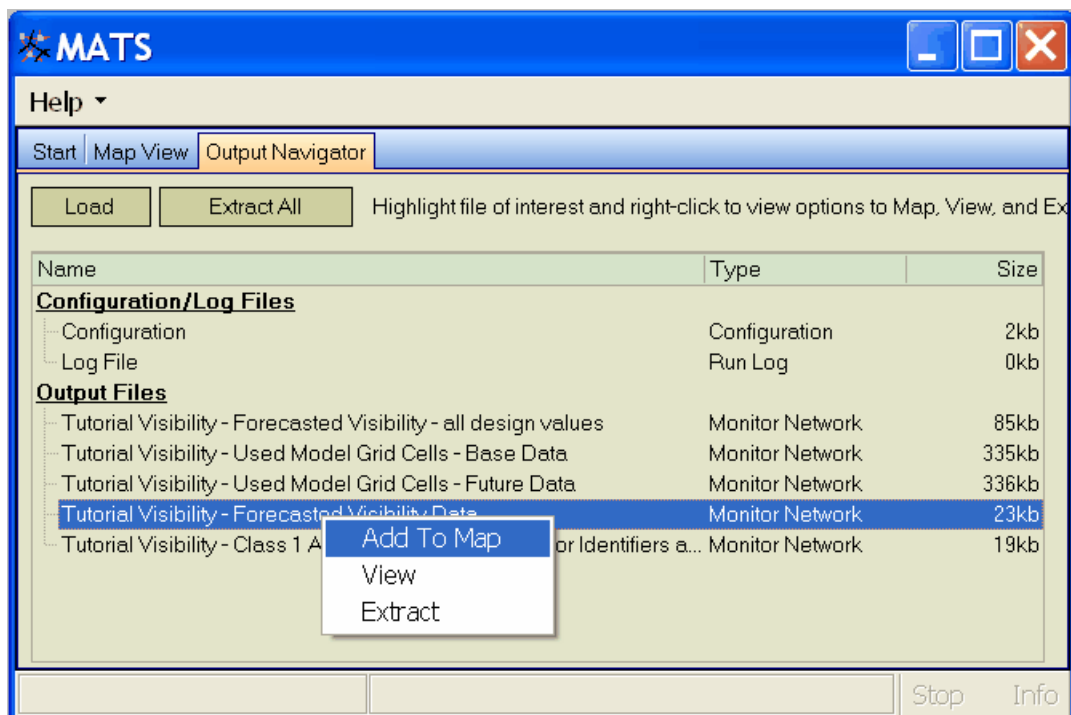 MATS
Help
Start Map View Output Navigator
Load Extract All Highlight file of interest and right-click to view options to Map, View, and Ex
Name Type Size
Configuration/Log Files
Configuration Configuration 2kb
Log File Run Log 0kb
Output Files
Tutorial Visibility - Forecasted Visibility - all design values Monitor Network 85kb
Tutorial Visibility - Used Model Grid Cells - Base Data Monitor Network 335kb
Tutorial Visibility - Used Model Grid Cells - Future Data Monitor Network 336kb
Tutorial Visibility - Forecasted Visibility Data Monitor Network 23kb
Tutorial Visibility - Class 1 A or Identifiers a... Monitor Network 19kb
Add To Map
View
Extract
Stop Info